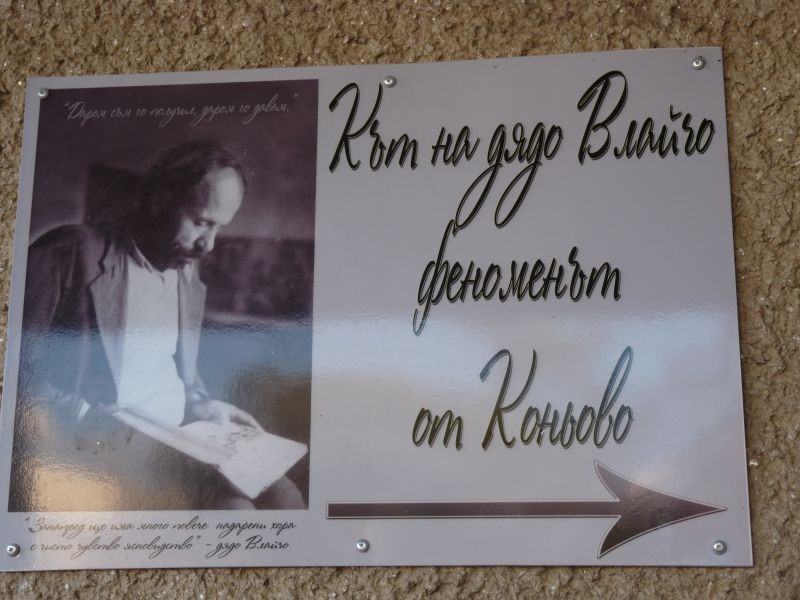 "Даром съм го получил, даром го давам."
Кът на дядо Влайчо
феноменът
от Коньово
"Занапред ще има много повече надарени хора
с чисто чувство ясновидство" - дядо Влайчо